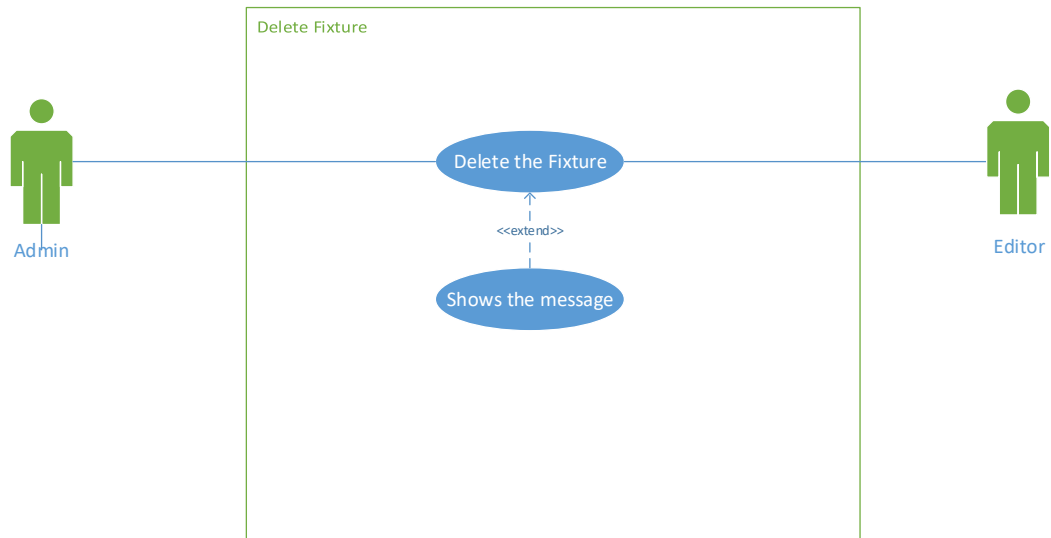 Delete Fixture
Delete the Fixture
<<extend>>
Admin
Editor
Shows the message